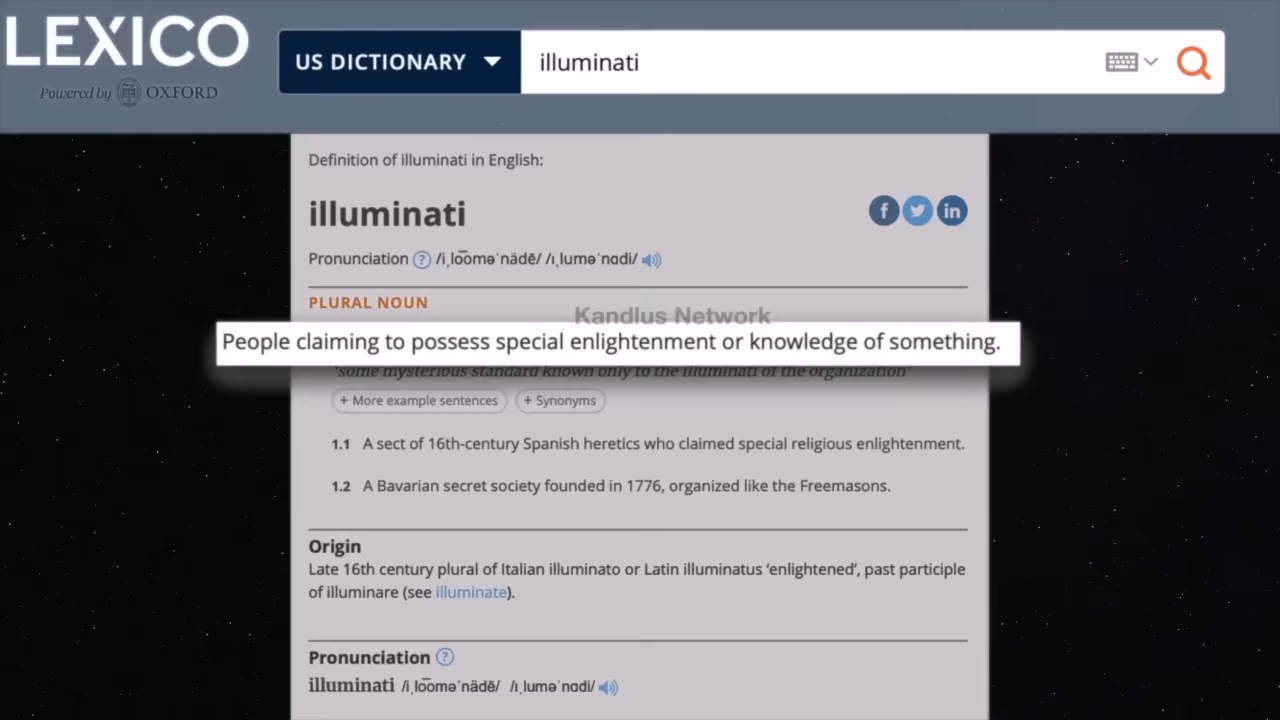 LEXICO
Powered by OXFORD
US DICTIONARY
illuminati
Definition of illuminati in English:
illuminati
f in
Pronunciation ? /iˌlo͞oməˈnädē/ /ɪˌluməˈnɑdi/
PLURAL NOUN
Kandlus Network
People claiming to possess special enlightenment or knowledge of something.
‘some mysterious standard known only to the illuminati of the organization’
+ More example sentences + Synonyms
1.1 A sect of 16th-century Spanish heretics who claimed special religious enlightenment.
1.2 A Bavarian secret society founded in 1776, organized like the Freemasons.
Origin
Late 16th century plural of Italian illuminato or Latin illuminatus ‘enlightened’, past participle
of illuminare (see illuminate).
Pronunciation ?
illuminati /iˌlo͞oməˈnädē/ /ɪˌluməˈnɑdi/